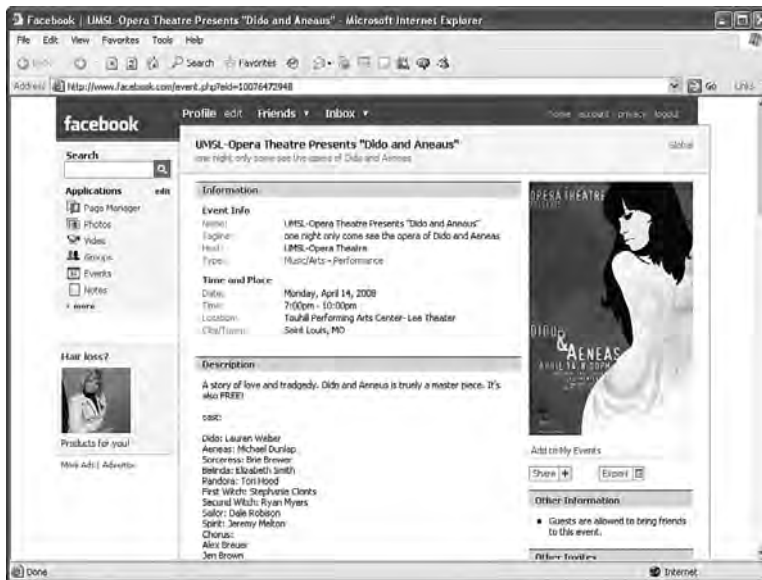 Facebook | UMSL-Opera Theatre Presents "Dido and Aneaus" - Microsoft Internet Explorer
File Edit View Favorites Tools Help
Search Favorites
Address http://www.facebook.com/event.php?eid=10076472948 Go Links
facebook
Profile edit Friends Inbox home account privacy logout
Search
Applications edit
Page Manager
Photos
Video
Groups
Events
Notes
more
Hair loss?
Products for you!
More Ads | Advertise
UMSL-Opera Theatre Presents "Dido and Aneaus" Global
one night only some see the opera of Dido and Aeneas
Information
Event Info
Name: UMSL-Opera Theatre Presents "Dido and Anaaus"
Tagline: one night only come see the opera of Dido and Aeneas
Host: UMSL-Opera Theatre
Type: Music/Arts - Performance
Time and Place
Date: Monday, April 14, 2008
Time: 7:00pm - 10:00pm
Location: Touhill Performing Arts Center- Lee Theater
City/Town: Saint Louis, MO
Description
A story of love and tradgedy. Dido and Aeneus is truely a master piece. It's
also FREE!
cast:
Dido: Lauren Weber
Aeneas: Michael Dunlap
Sorceress: Brie Brewer
Belinda: Elizabeth Smith
Pandora: Tori Hood
First Witch: Stephanie Clonts
Second Witch: Ryan Myers
Sailor: Dale Robison
Spirit: Jeremy Melton
Chorus:
Alex Breuer
Jen Brown
OPERA THEATRE
PRESENTS
DIDO
& AENEAS
APRIL 14, 8:00PM
Add to My Events
Share + Export
Other Information
Guests are allowed to bring friends
to this event.
Other Invites
Done Internet